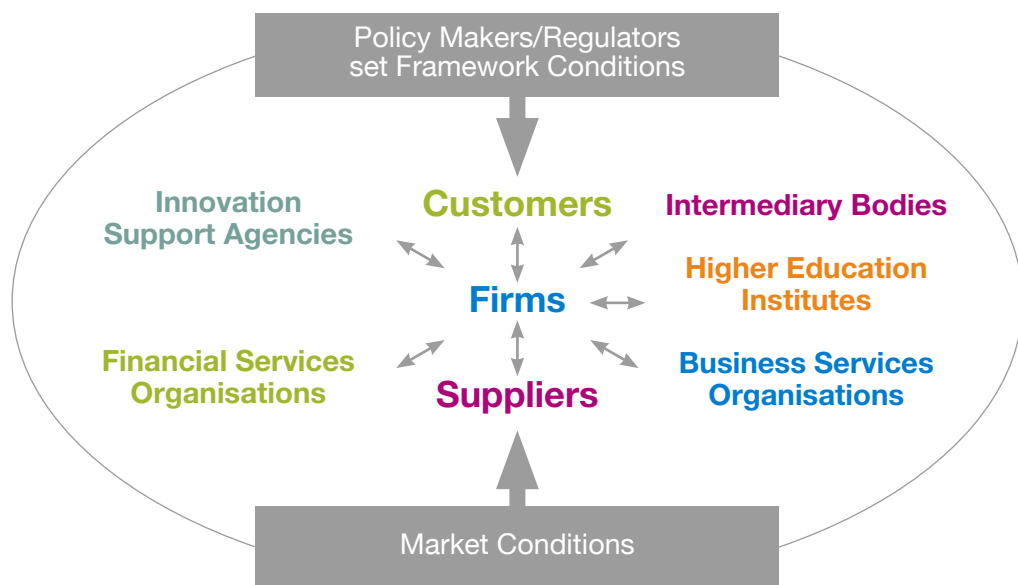 Policy Makers/Regulators
set Framework Conditions
Innovation
Support Agencies
Customers
Intermediary Bodies
Higher Education
Institutes
Firms
Financial Services
Organisations
Suppliers
Business Services
Organisations
Market Conditions